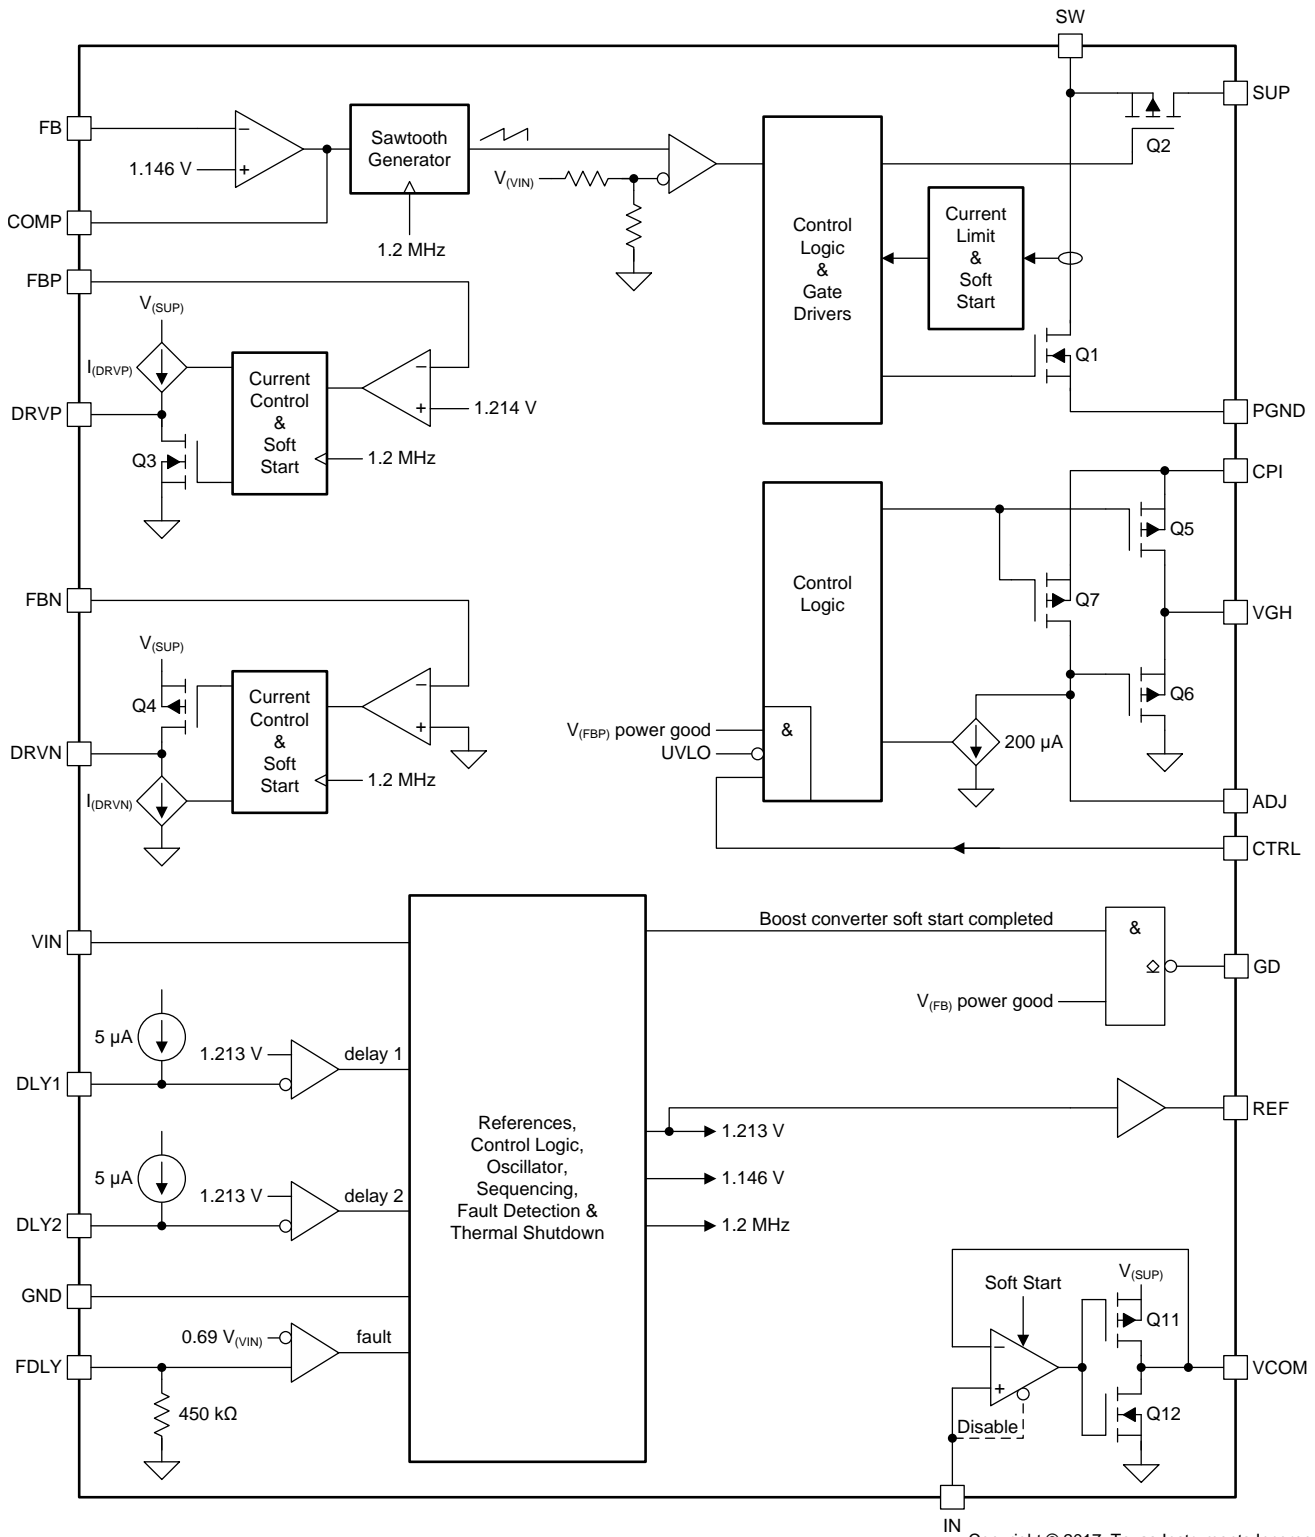 SW
SUP
FB
1.146 V
−
+
Sawtooth
Generator
V(VIN)
1.2 MHz
COMP
Q2
Control
Logic
&
Gate
Drivers
Current
Limit
&
Soft
Start
Q1
PGND
FBP
V(SUP)
I(DRVP)
DRVP
Q3
Current
Control
&
Soft
Start
−
+
1.214 V
1.2 MHz
CPI
Q5
Control
Logic
Q7
VGH
Q6
V(FBP) power good
UVLO
&
200 µA
ADJ
CTRL
FBN
V(SUP)
Q4
DRVN
I(DRVN)
Current
Control
&
Soft
Start
−
+
1.2 MHz
VIN
Boost converter soft start completed
&
V(FB) power good
GD
5 µA
1.213 V
delay 1
DLY1
5 µA
1.213 V
delay 2
DLY2
References,
Control Logic,
Oscillator,
Sequencing,
Fault Detection &
Thermal Shutdown
1.213 V
1.146 V
1.2 MHz
REF
GND
0.69 V(VIN)
fault
FDLY
450 kΩ
Soft Start
V(SUP)
Q11
−
+
VCOM
Q12
Disable
IN